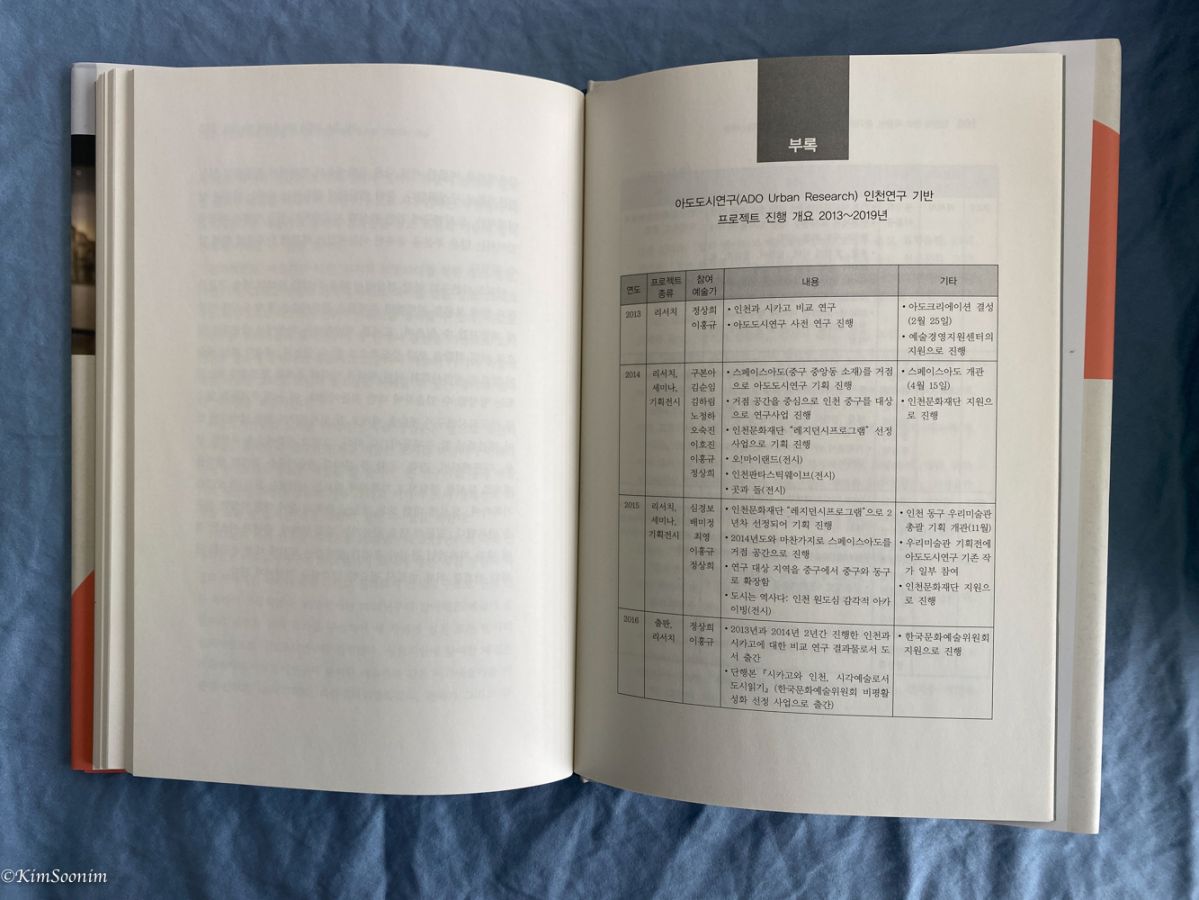 부록
아도도시연구(ADO Urban Research) 인천연구 기반
프로젝트 진행 개요 2013~2019년
연도
프로젝트
종류
참여
예술가
내용
기타
2013
리서치
정상희
이홍규
• 인천과 시카고 비교 연구
• 아도도시연구 사전 연구 진행
• 아도크리에이션 결성
(2월 25일)
• 예술경영지원센터의
지원으로 진행
2014
리서치,
세미나,
기획전시
구본아
김순임
김하림
노정하
오숙진
이호진
이홍규
정상희
• 스페이스아도(중구 중앙동 소재)를 거점
으로 아도도시연구 기획 진행
• 거점 공간을 중심으로 인천 중구를 대상
으로 연구사업 진행
• 인천문화재단 “레지던시프로그램” 선정
사업으로 기획 진행
• 오!마이랜드(전시)
• 인천판타스틱웨이브(전시)
• 곳과 돌(전시)
• 스페이스아도 개관
(4월 15일)
• 인천문화재단 지원으
로 진행
2015
리서치,
세미나,
기획전시
심경보
배미정
최영
이홍규
정상희
• 인천문화재단 “레지던시프로그램”으로 2
년차 선정되어 기획 진행
• 2014년도와 마찬가지로 스페이스아도를
거점 공간으로 진행
• 연구 대상 지역을 중구에서 중구와 동구
로 확장함
• 도시는 역사다: 인천 원도심 감각적 아카
이빙(전시)
• 인천 동구 우리미술관
총괄 기획 개관(11월)
• 우리미술관 기획전에
아도도시연구 기존 작
가 일부 참여
• 인천문화재단 지원으
로 진행
2016
출판,
리서치
정상희
이홍규
• 2013년과 2014년 2년간 진행한 인천과
시카고에 대한 비교 연구 결과물로서 도
서 출간
• 단행본 『시카고와 인천, 시각예술로서
도시읽기』(한국문화예술위원회 비평활
성화 선정 사업으로 출간)
• 한국문화예술위원회
지원으로 진행
©KimSoonim